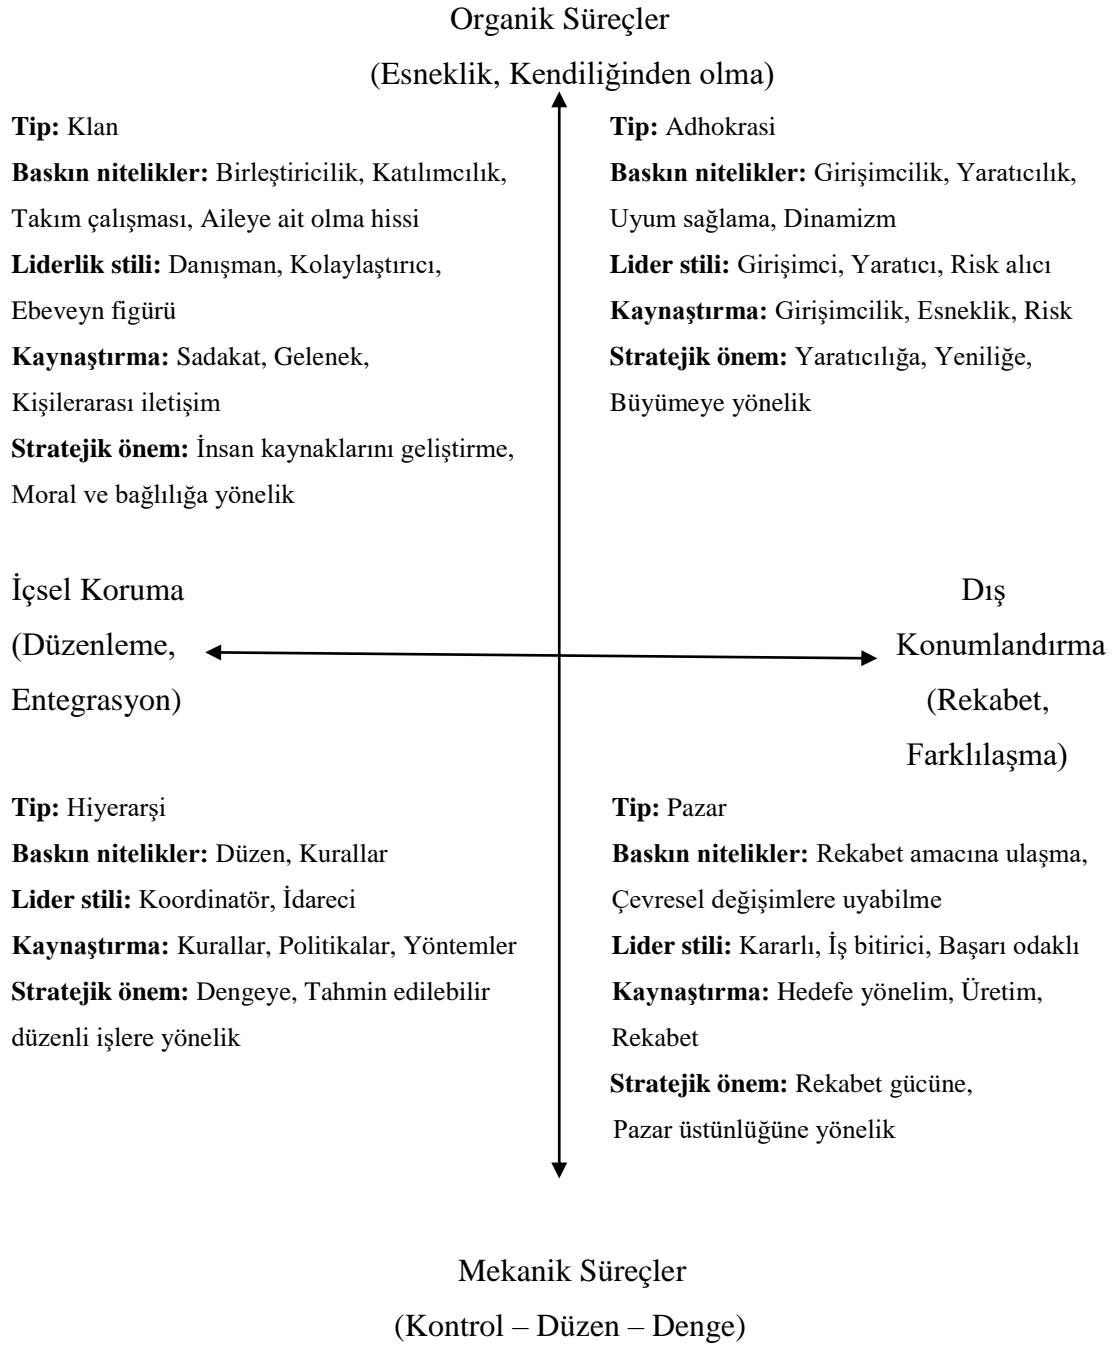 Organik Süreçler
(Esneklik, Kendiliğinden olma)
Tip: Klan
Baskın nitelikler: Birleştiricilik, Katılımcılık,
Takım çalışması, Aileye ait olma hissi
Liderlik stili: Danışman, Kolaylaştırıcı,
Ebeveyn figürü
Kaynaştırma: Sadakat, Gelenek,
Kişilerarası iletişim
Stratejik önem: İnsan kaynaklarını geliştirme,
Moral ve bağlılığa yönelik
Tip: Adhokrasi
Baskın nitelikler: Girişimcilik, Yaratıcılık,
Uyum sağlama, Dinamizm
Lider stili: Girişimci, Yaratıcı, Risk alıcı
Kaynaştırma: Girişimcilik, Esneklik, Risk
Stratejik önem: Yaratıcılığa, Yeniliğe,
Büyümeye yönelik
İçsel Koruma
(Düzenleme,
Entegrasyon)
Dış
Konumlandırma
(Rekabet,
Farklılaşma)
Tip: Hiyerarşi
Baskın nitelikler: Düzen, Kurallar
Lider stili: Koordinatör, İdareci
Kaynaştırma: Kurallar, Politikalar, Yöntemler
Stratejik önem: Dengeye, Tahmin edilebilir
düzenli işlere yönelik
Tip: Pazar
Baskın nitelikler: Rekabet amacına ulaşma,
Çevresel değişimlere uyabilme
Lider stili: Kararlı, İş bitirici, Başarı odaklı
Kaynaştırma: Hedefe yönelim, Üretim,
Rekabet
Stratejik önem: Rekabet gücüne,
Pazar üstünlüğüne yönelik
Mekanik Süreçler
(Kontrol – Düzen – Denge)